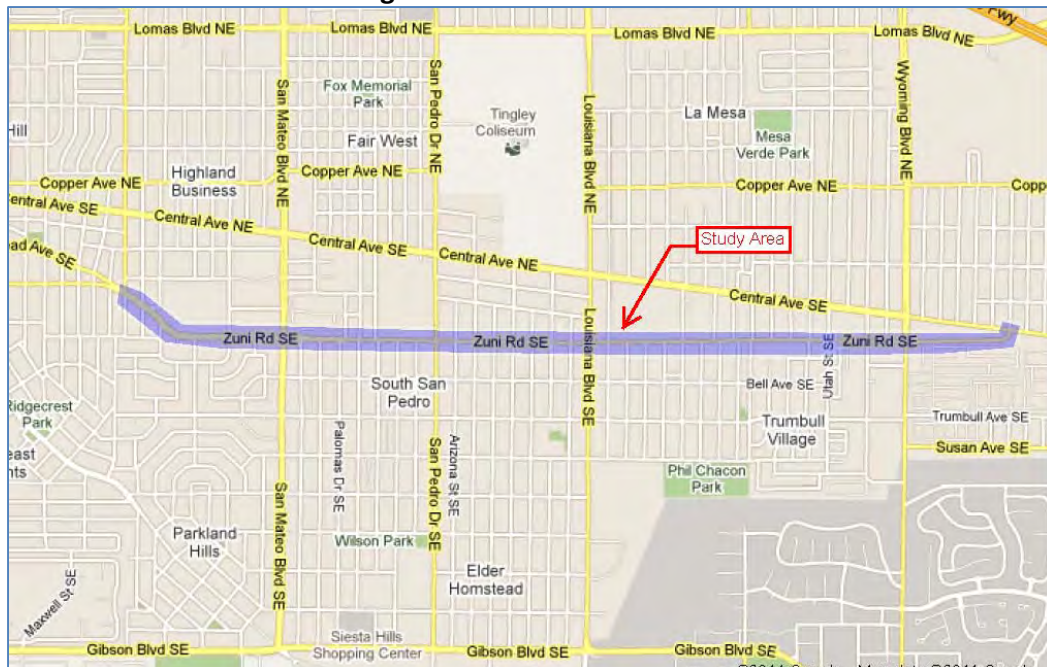 Lomas Blvd NE
Lomas Blvd NE
Lomas Blvd NE
Lomas Blvd NE
Fwy
San Mateo Blvd NE
San Pedro Dr NE
Louisiana Blvd NE
Wyoming Blvd NE
Fox Memorial
Park
Fair West
Tingley
Coliseum
La Mesa
Mesa
Verde Park
Hill
Highland
Business
Copper Ave NE
Copper Ave NE
Copper Ave NE
Copp
entral Ave SE
Central Ave NE
Central Ave SE
Central Ave NE
Central Ave SE
ead Ave SE
Study Area
Zuni Rd SE
Zuni Rd SE
Zuni Rd SE
Louisiana Blvd SE
Utah St SE
Bell Ave SE
South San
Pedro
Trumbull
Village
Trumbull Ave SE
Susan Ave SE
Ridgecrest
Park
east
nts
Palomas Dr SE
Arizona St SE
San Pedro Dr SE
San Mateo Blvd SE
Phil Chacon
Park
Parkland
Hills
Wilson Park
Elder
Homstead
Maxwell St SE
Siesta Hills
Shopping Center
Gibson Blvd SE
Gibson Blvd SE
Gibson Blvd SE